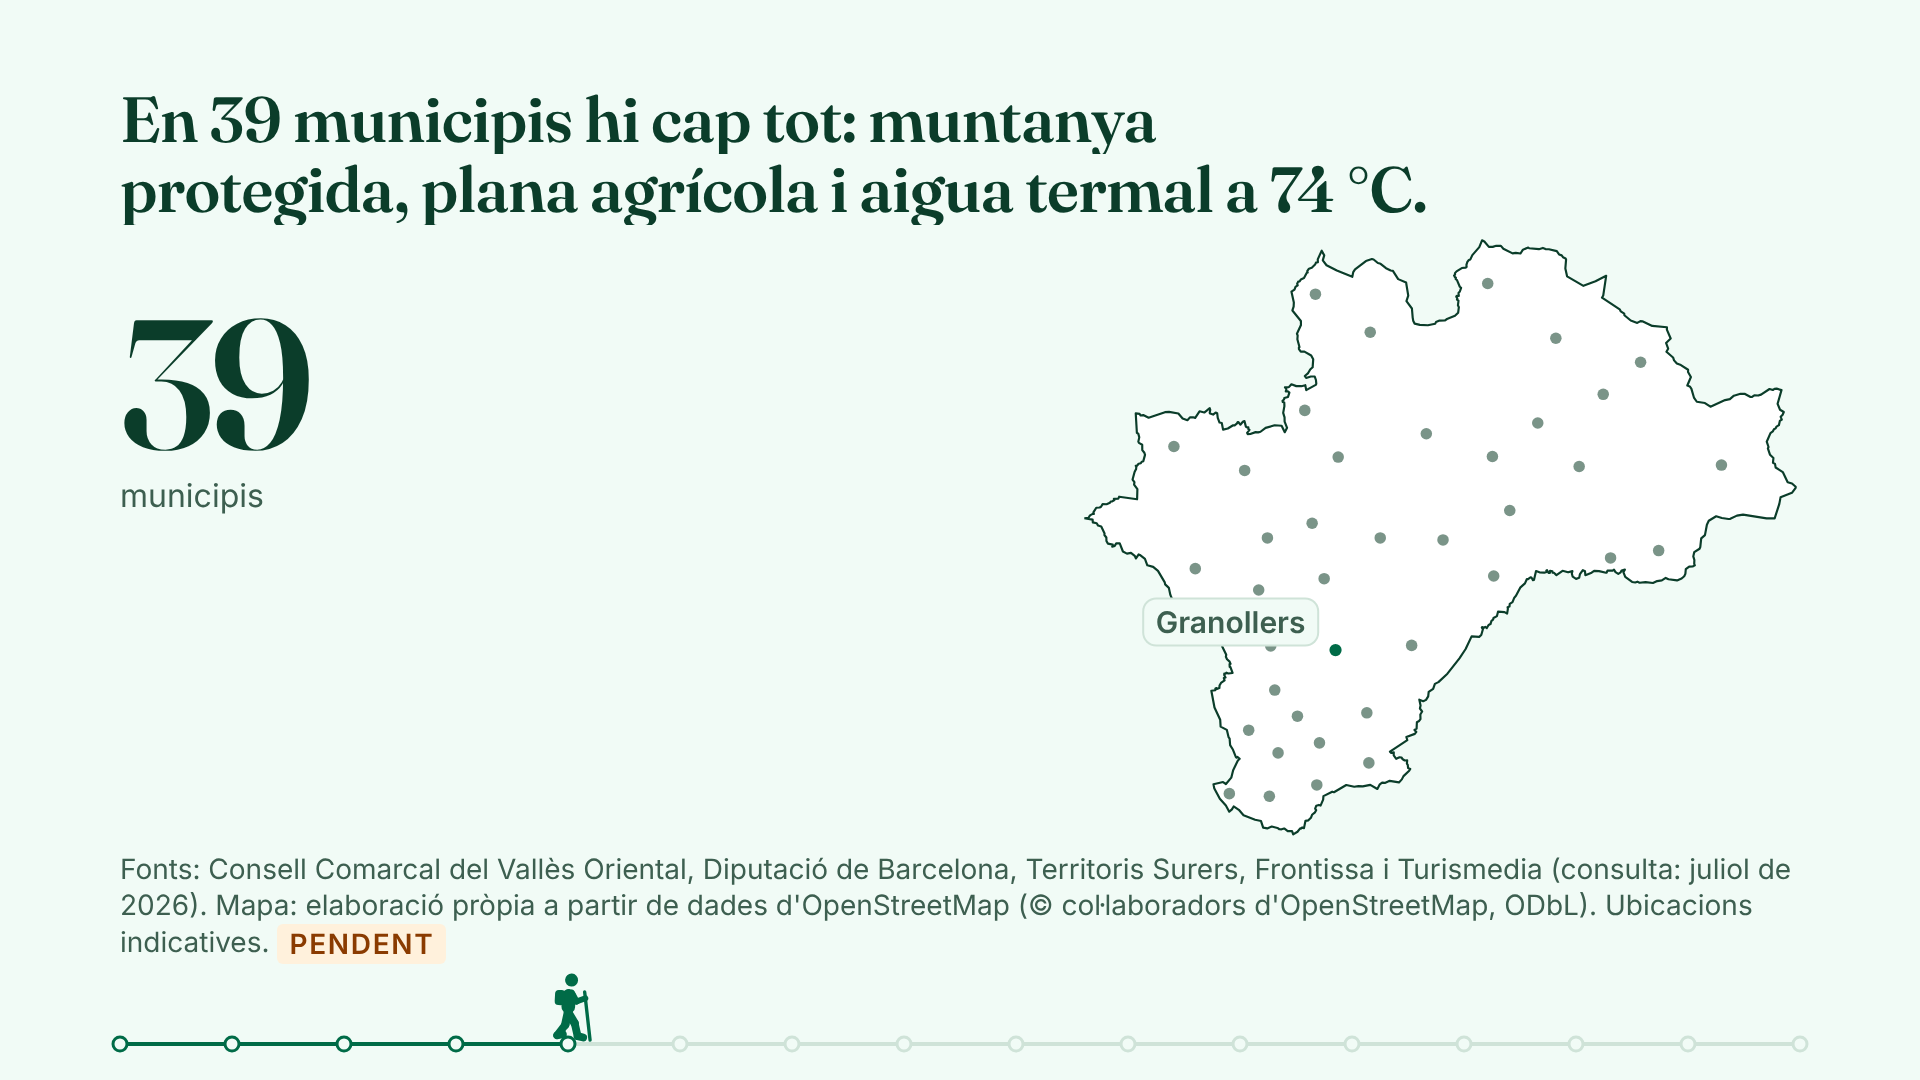 En 39 municipis hi cap tot: muntanya
protegida, plana agrícola i aigua termal a 74 °C.
39
municipis
Granollers
Fonts: Consell Comarcal del Vallès Oriental, Diputació de Barcelona, Territoris Surers, Frontissa i Turismedia (consulta: juliol de
2026). Mapa: elaboració pròpia a partir de dades d'OpenStreetMap (© col·laboradors d'OpenStreetMap, ODbL). Ubicacions
indicatives. PENDENT